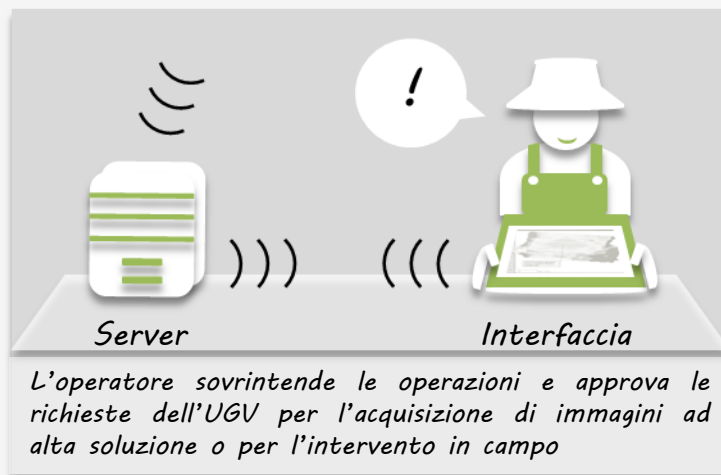 !
Server
Interfaccia
L'operatore sovrintende le operazioni e approva le
richieste dell'UGV per l'acquisizione di immagini ad
alta soluzione o per l'intervento in campo